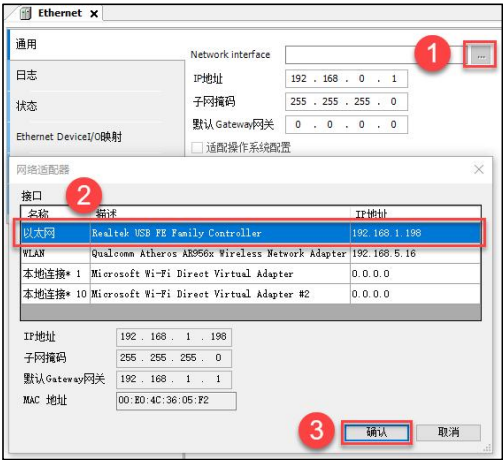 Ethernet X
通用
Network interface
1
...
日志
IP地址
192 . 168 . 0 . 1
状态
子网掩码
255 . 255 . 255 . 0
默认Gateway网关
0 . 0 . 0 . 0
Ethernet DeviceI/O映射
适配操作系统配置
网络适配器
接口
2
名称 描述 IP地址
以太网 Realtek USB FE Family Controller 192.168.1.198
WLAN Qualcomm Atheros AR956x Wireless Network Adapter 192.168.5.16
本地连接* 1 Microsoft Wi-Fi Direct Virtual Adapter 0.0.0.0
本地连接* 10 Microsoft Wi-Fi Direct Virtual Adapter #2 0.0.0.0
IP地址 192 . 168 . 1 . 198
子网掩码 255 . 255 . 255 . 0
默认Gateway网关 192 . 168 . 1 . 1
MAC 地址 00:E0:4C:36:05:F2
3
确认
取消